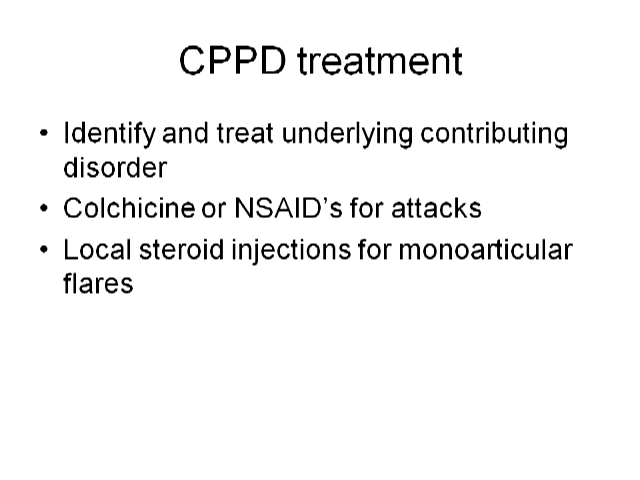 CPPD treatment
• Identify and treat underlying contributing
disorder
• Colchicine or NSAID's for attacks
• Local steroid injections for monoarticular
flares